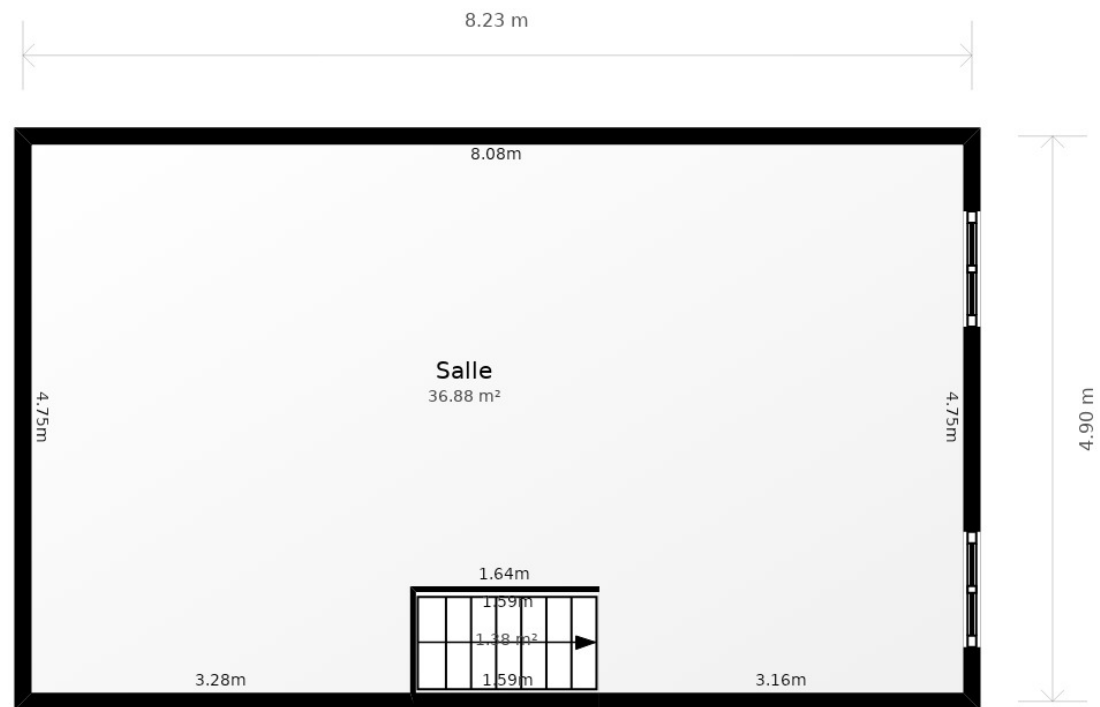 8.23 m
8.08m
Salle
36.88 m²
4.75m
4.75m
4.90 m
1.64m
1.59m
1.38 m²
3.28m
1.59m
3.16m